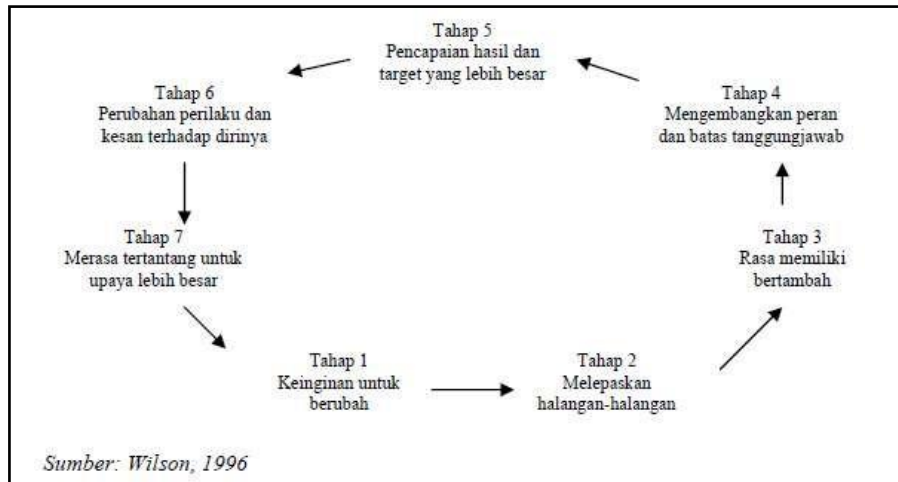 Tahap 5
Pencapaian hasil dan
target yang lebih besar
Tahap 6
Perubahan perilaku dan
kesan terhadap dirinya
Tahap 4
Mengembangkan peran
dan batas tanggungjawab
Tahap 7
Merasa tertantang untuk
upaya lebih besar
Tahap 3
Rasa memiliki
bertambah
Tahap 1
Keinginan untuk
berubah
Tahap 2
Melepaskan
halangan-halangan
Sumber: Wilson, 1996